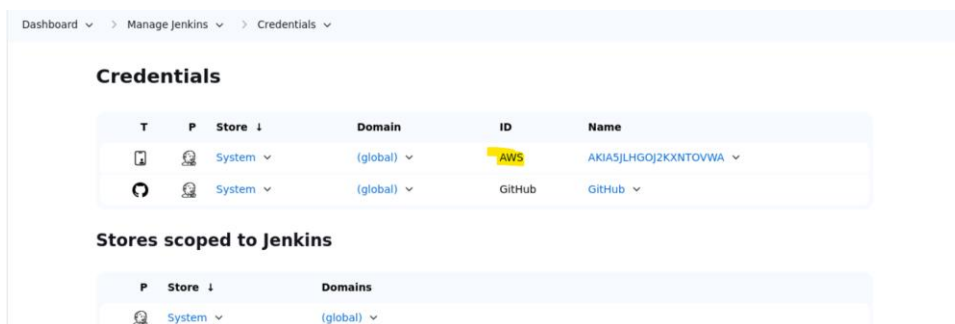 Dashboard > Manage Jenkins > Credentials
Credentials
T P Store ↓ Domain ID Name
System (global) AWS AKIA5JLHGOJ2KXNTOVWA
System (global) GitHub GitHub
Stores scoped to Jenkins
P Store ↓ Domains
System (global)